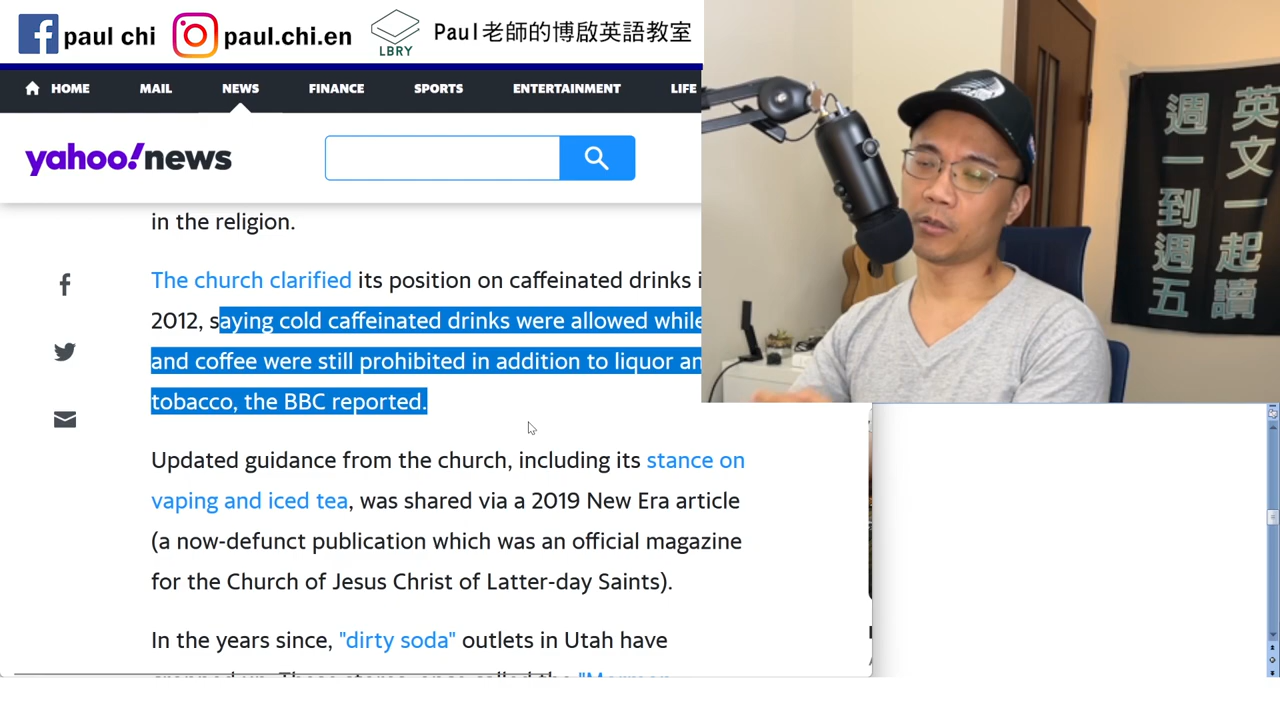 paul chi paul.chi.en LBRY Paul老師的博啟英語教室
HOME MAIL NEWS FINANCE SPORTS ENTERTAINMENT LIFE
yahoo!news
in the religion.
The church clarified its position on caffeinated drinks
2012, saying cold caffeinated drinks were allowed while
and coffee were still prohibited in addition to liquor
tobacco, the BBC reported.
Updated guidance from the church, including its stance on
vaping and iced tea, was shared via a 2019 New Era article
(a now-defunct publication which was an official magazine
for the Church of Jesus Christ of Latter-day Saints).
In the years since, "dirty soda" outlets in Utah have
英文一起讀
週一到週五